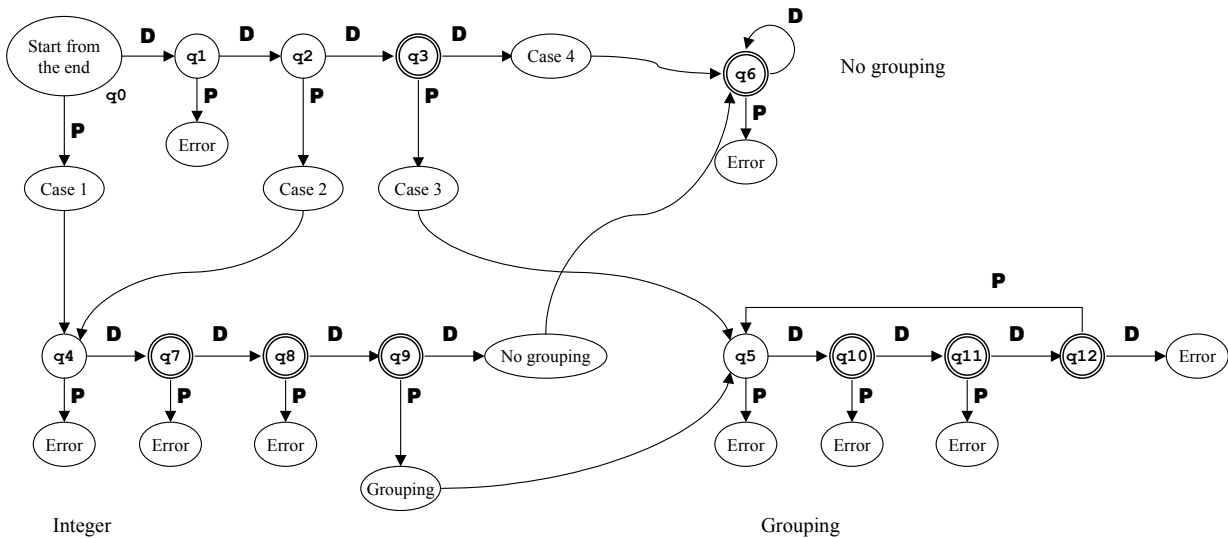 D
Start from
the end
q0
D
q1
D
q2
D
q3
D
Case 4
q6
No grouping
P
P
P
P
P
Error
Error
Case 1
Case 2
Case 3
P
q4
D
q7
D
q8
D
q9
D
No grouping
q5
D
q10
D
q11
D
q12
D
Error
P
P
P
P
P
P
P
Error
Error
Error
Error
Error
Error
Grouping
Integer
Grouping